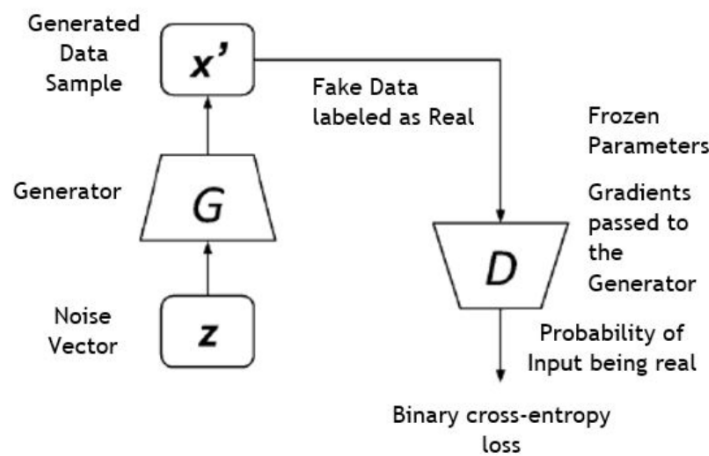 Generated
Data
Sample
x’
Fake Data
labeled as Real
Frozen
Parameters
Generator
G
Gradients
passed to
the
Generator
D
Noise
Vector
z
Probability of
Input being real
Binary cross-entropy
loss